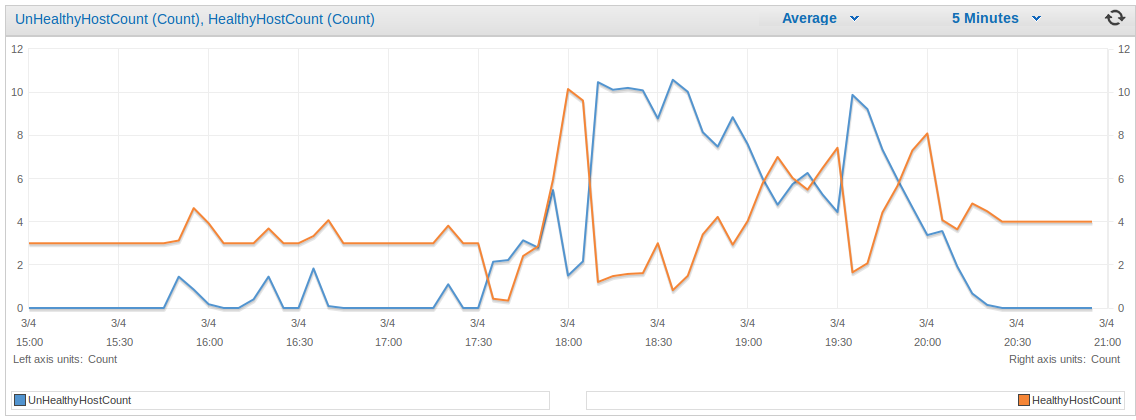 UnHealthyHostCount (Count), HealthyHostCount (Count) Average 5 Minutes
12 12
10 10
8 8
6 6
4 4
2 2
0 0
3/4 3/4 3/4 3/4 3/4 3/4 3/4 3/4 3/4 3/4 3/4 3/4 3/4
15:00 15:30 16:00 16:30 17:00 17:30 18:00 18:30 19:00 19:30 20:00 20:30 21:00
Left axis units: Count Right axis units: Count
UnHealthyHostCount HealthyHostCount